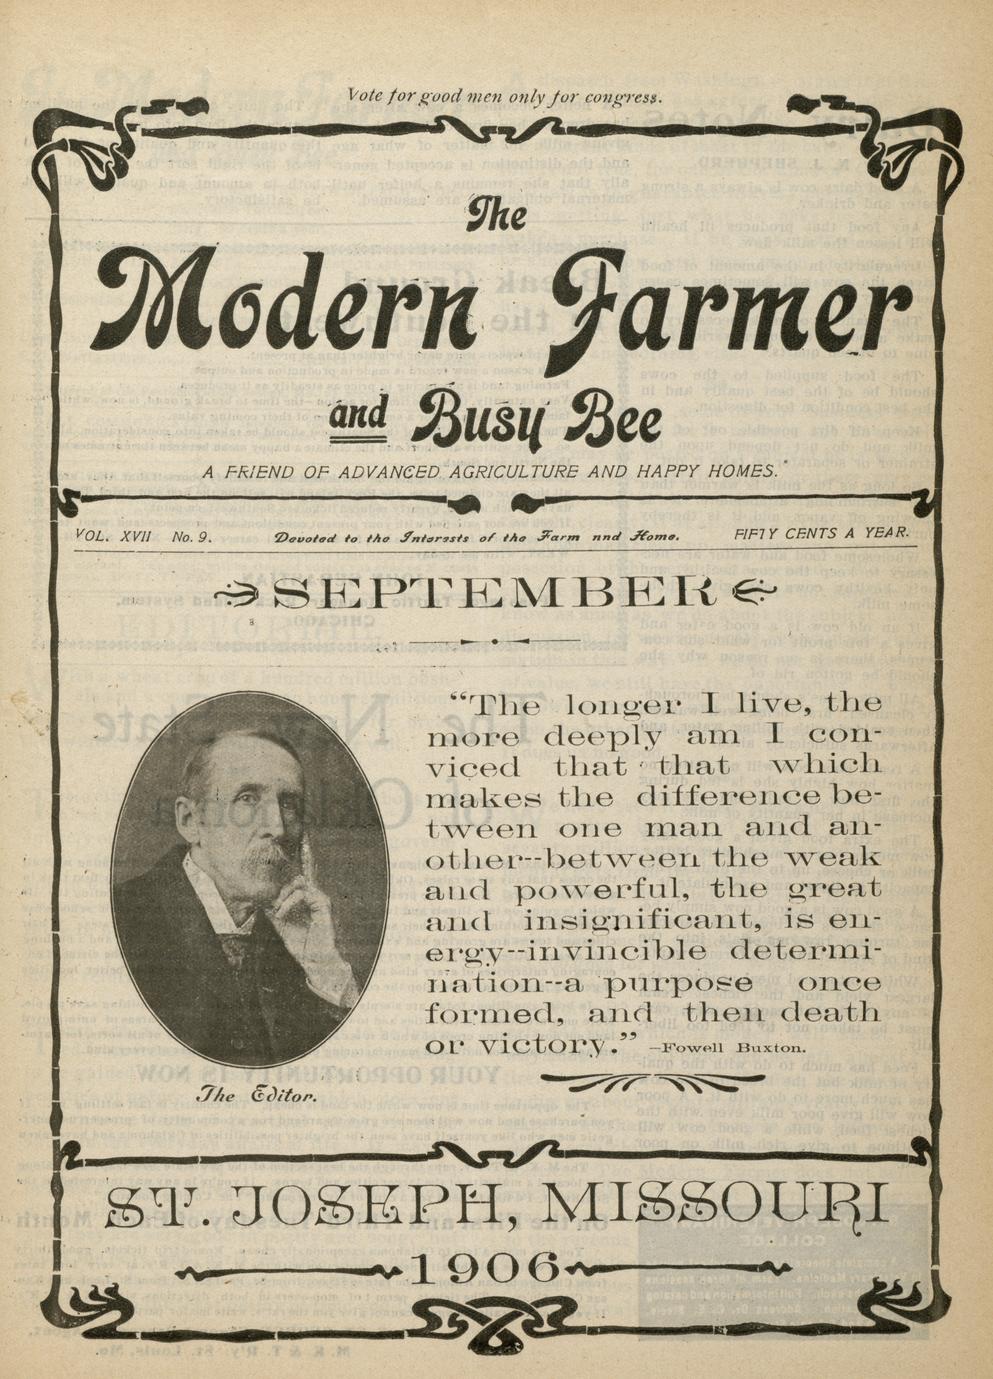 Vote for good men only for congress.
The
Modern Farmer
and Busy Bee
A FRIEND OF ADVANCED AGRICULTURE AND HAPPY HOMES.
VOL. XVII No. 9. Devoted to the Interests of the Farm nnd Home. FIFTY CENTS A YEAR.
SEPTEMBER
"The longer I live, the
more deeply am I con-
viced that that which
makes the difference be-
tween one man and an-
other--between the weak
and powerful, the great
and insignificant, is en-
ergy--invincible determi-
nation--a purpose once
formed, and then death
or victory." —Fowell Buxton.
The Editor.
ST. JOSEPH, MISSOURI
1906